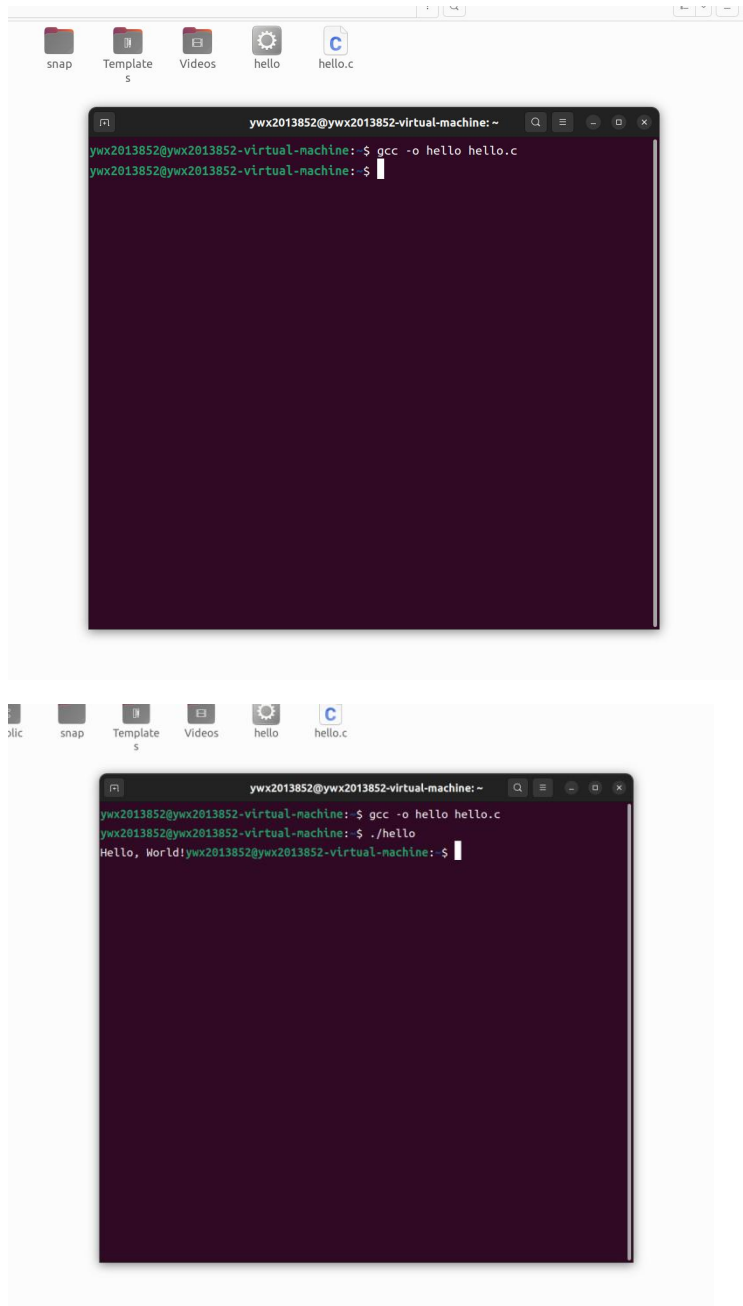 snap Template Videos hello hello.c
s
ywx2013852@ywx2013852-virtual-machine: ~
ywx2013852@ywx2013852-virtual-machine:~$ gcc -o hello hello.c
ywx2013852@ywx2013852-virtual-machine:~$
snap Template Videos hello hello.c
s
ywx2013852@ywx2013852-virtual-machine: ~
ywx2013852@ywx2013852-virtual-machine:~$ gcc -o hello hello.c
ywx2013852@ywx2013852-virtual-machine:~$ ./hello
Hello, World!ywx2013852@ywx2013852-virtual-machine:~$